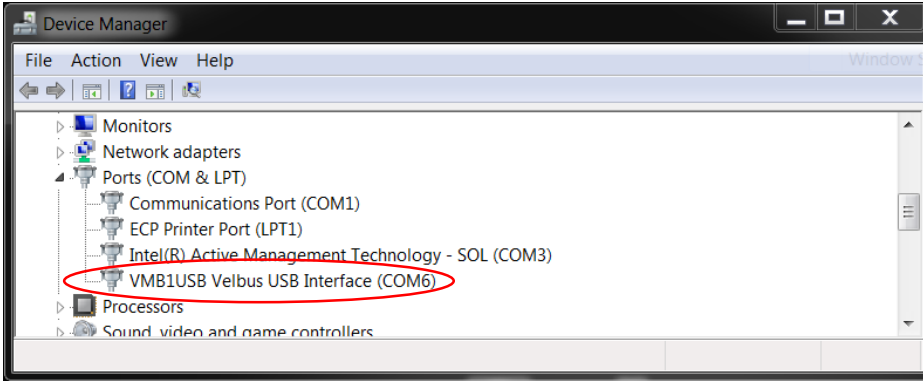 Device Manager
File Action View Help
Window S
Monitors
Network adapters
Ports (COM & LPT)
Communications Port (COM1)
ECP Printer Port (LPT1)
Intel(R) Active Management Technology - SOL (COM3)
VMB1USB Velbus USB Interface (COM6)
Processors
Sound, video and game controllers